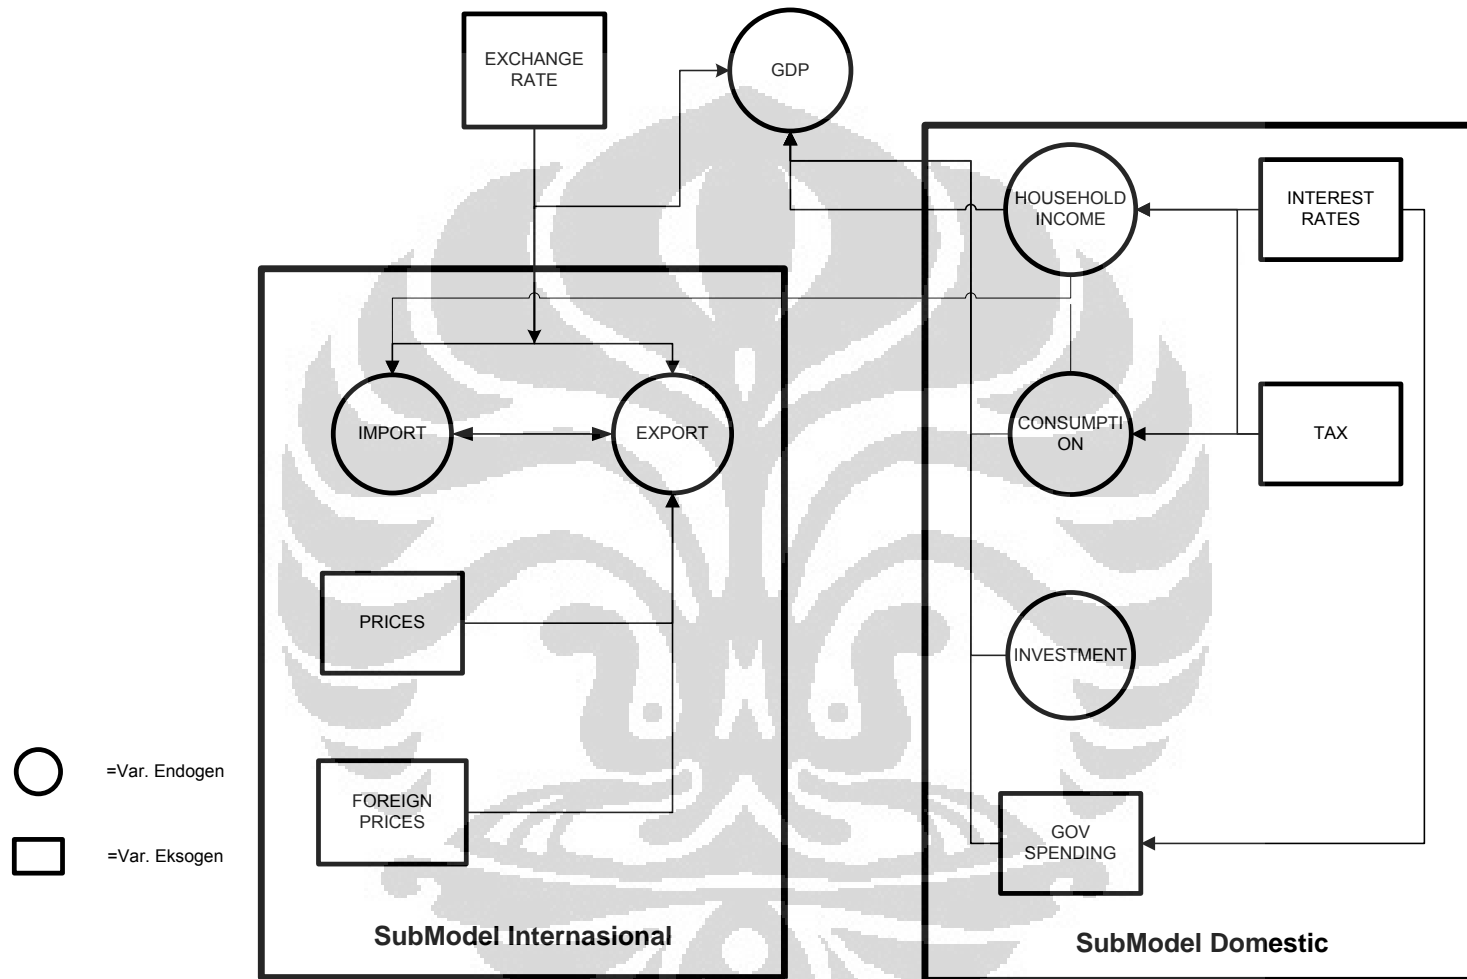 EXCHANGE
RATE
GDP
HOUSEHOLD
INCOME
INTEREST
RATES
IMPORT
EXPORT
CONSUMPTI
ON
TAX
PRICES
INVESTMENT
FOREIGN
PRICES
GOV
SPENDING
=Var. Endogen
=Var. Eksogen
SubModel Internasional
SubModel Domestic